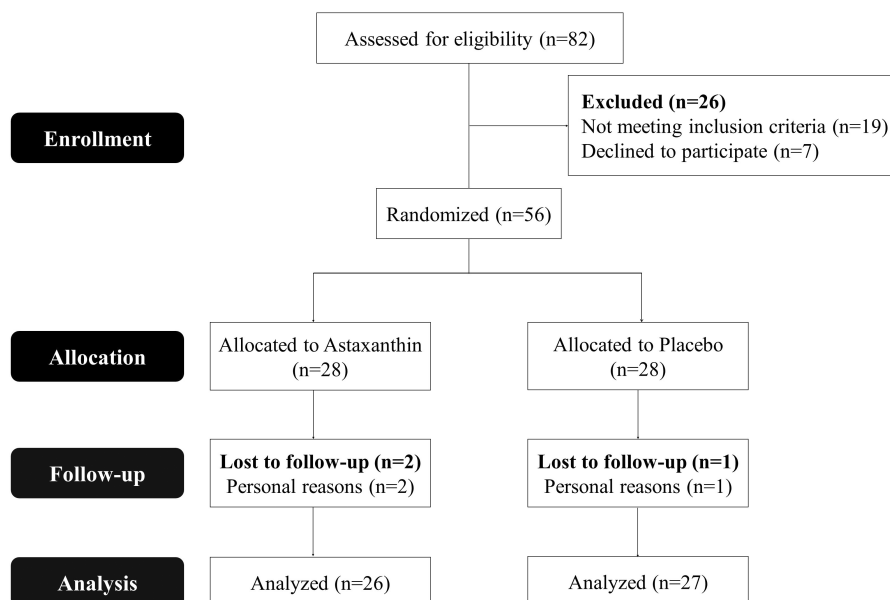 Assessed for eligibility (n=82)
Excluded (n=26)
Not meeting inclusion criteria (n=19)
Declined to participate (n=7)
Enrollment
Randomized (n=56)
Allocation
Allocated to Astaxanthin
(n=28)
Allocated to Placebo
(n=28)
Follow-up
Lost to follow-up (n=2)
Personal reasons (n=2)
Lost to follow-up (n=1)
Personal reasons (n=1)
Analysis
Analyzed (n=26)
Analyzed (n=27)